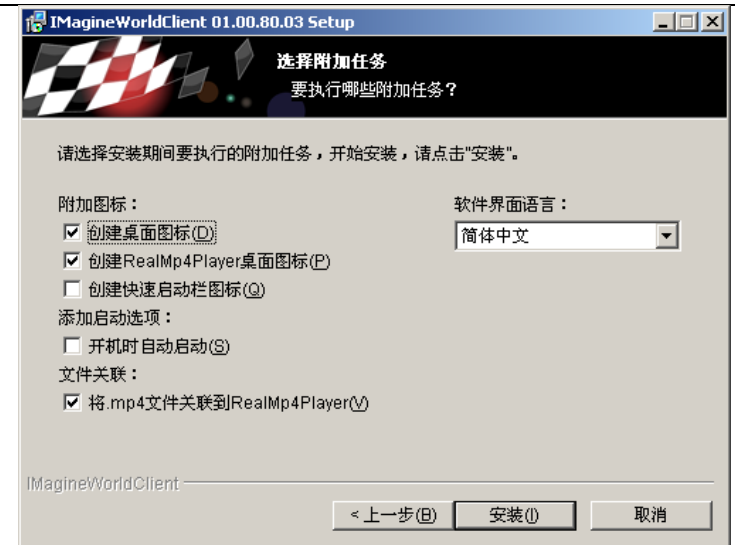 IMagineWorldClient 01.00.80.03 Setup
选择附加任务
要执行哪些附加任务？
请选择安装期间要执行的附加任务，开始安装，请点击"安装"。
附加图标：
软件界面语言：
创建桌面图标(D)
简体中文
创建RealMp4Player桌面图标(P)
创建快速启动栏图标(Q)
添加启动选项：
开机时自动启动(S)
文件关联：
将.mp4文件关联到RealMp4Player(V)
IMagineWorldClient
<上一步(B) 安装(I) 取消